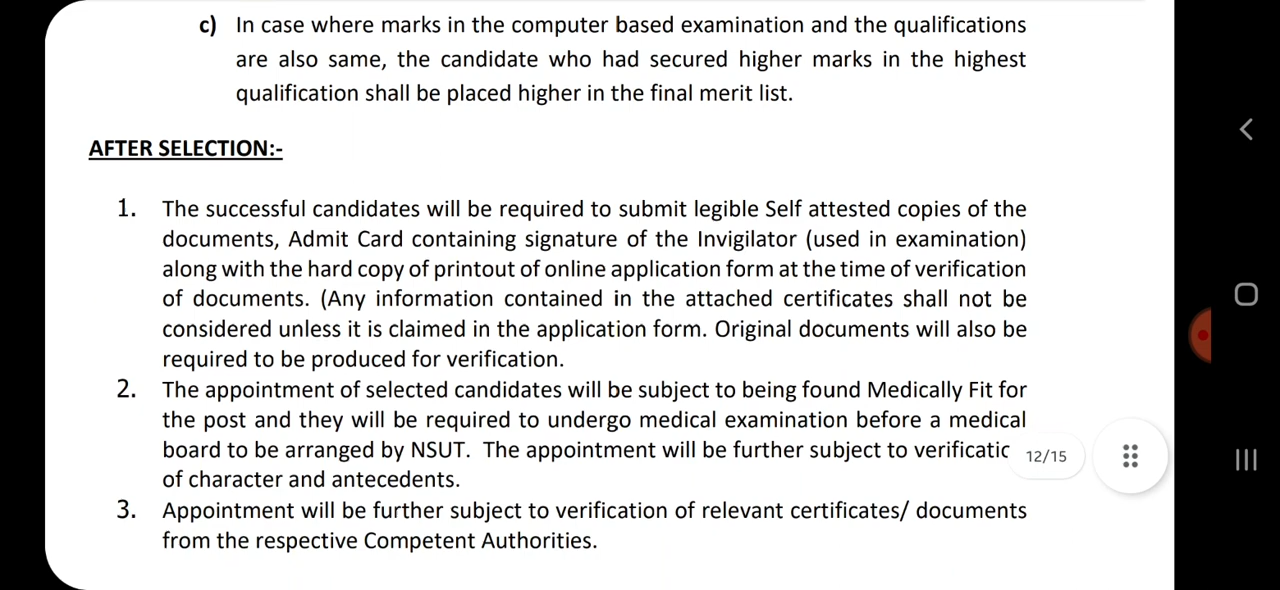 c) In case where marks in the computer based examination and the qualifications
are also same, the candidate who had secured higher marks in the highest
qualification shall be placed higher in the final merit list.
AFTER SELECTION:-
1. The successful candidates will be required to submit legible Self attested copies of the
documents, Admit Card containing signature of the Invigilator (used in examination)
along with the hard copy of printout of online application form at the time of verification
of documents. (Any information contained in the attached certificates shall not be
considered unless it is claimed in the application form. Original documents will also be
required to be produced for verification.
2. The appointment of selected candidates will be subject to being found Medically Fit for
the post and they will be required to undergo medical examination before a medical
board to be arranged by NSUT. The appointment will be further subject to verificatic
of character and antecedents.
3. Appointment will be further subject to verification of relevant certificates/ documents
from the respective Competent Authorities.
12/15